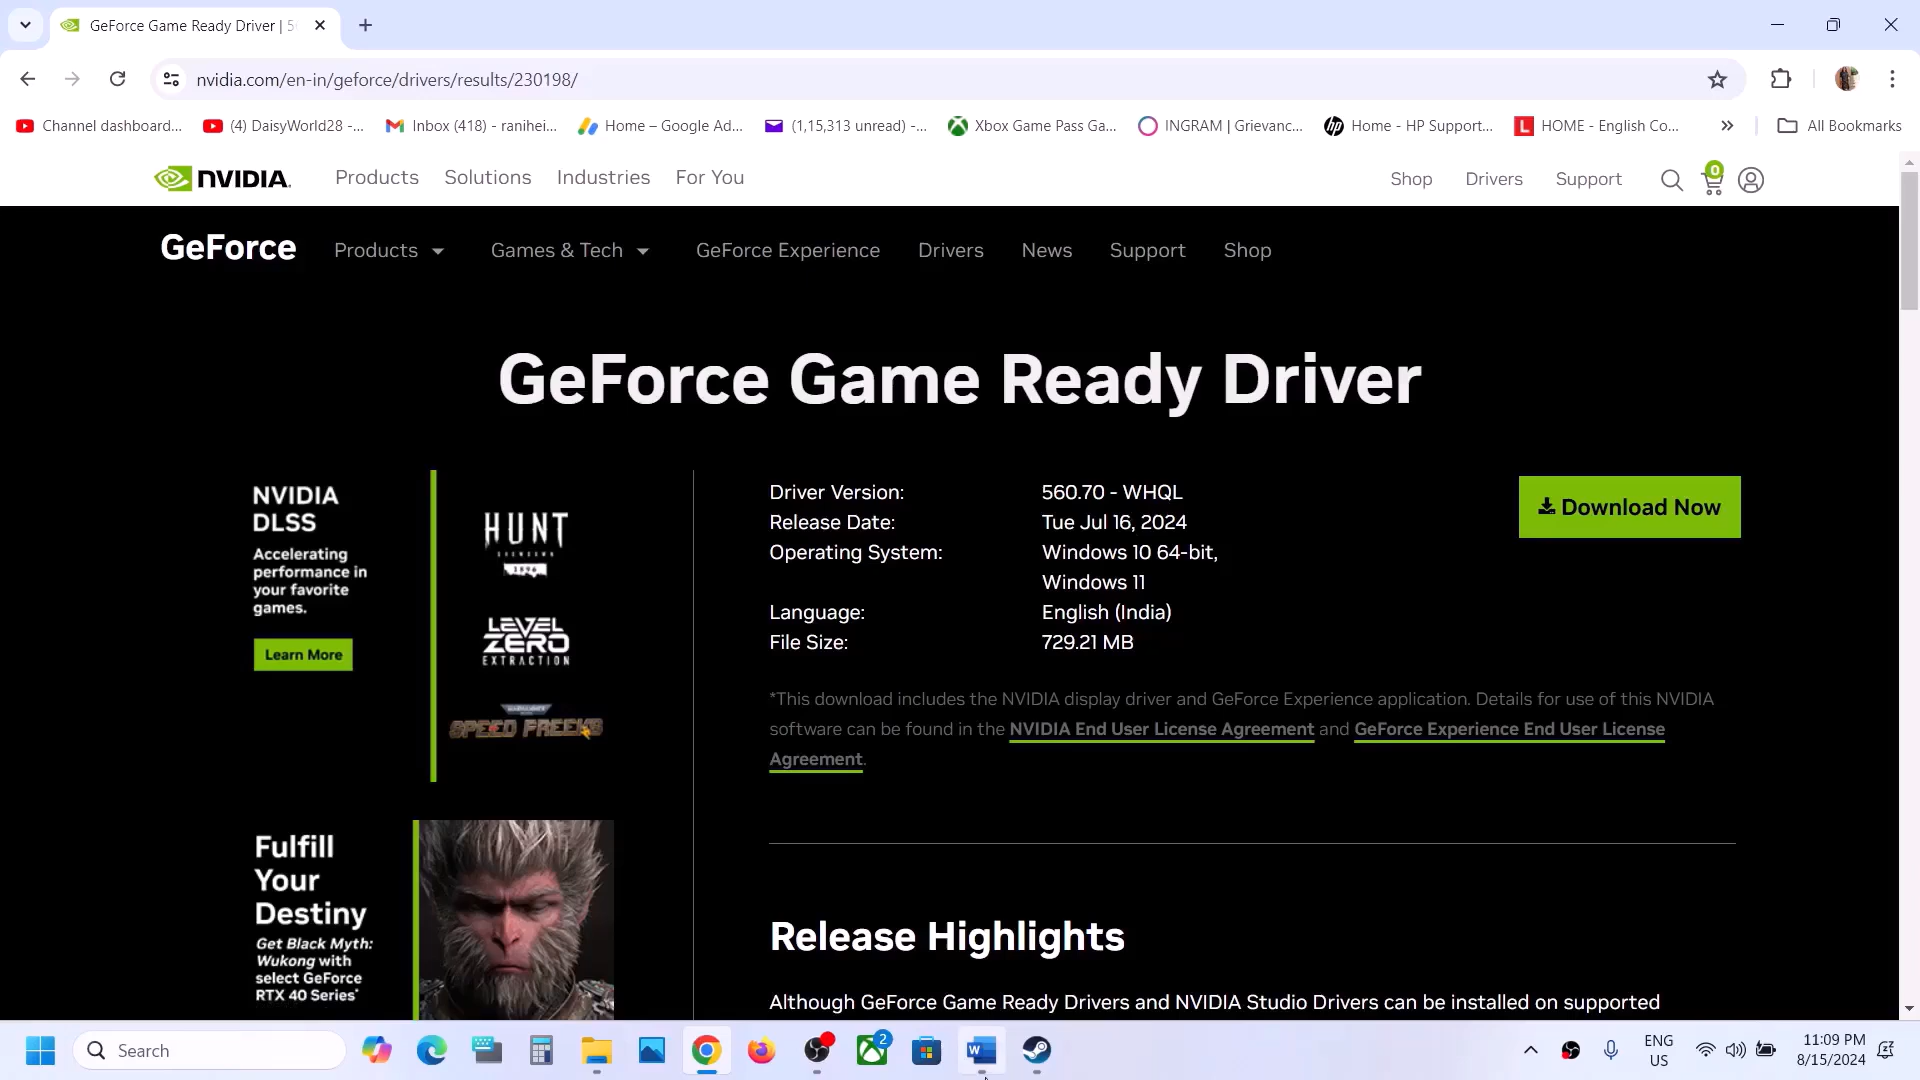 GeForce Game Ready Driver | 5
nvidia.com/en-in/geforce/drivers/results/230198/
Channel dashboard...
(4) DaisyWorld28 -...
Inbox (418) - ranihei...
Home – Google Ad...
(1,15,313 unread) -...
Xbox Game Pass Ga...
INGRAM | Grievanc...
Home - HP Support...
HOME - English Co...
All Bookmarks
NVIDIA.
Products
Solutions
Industries
For You
Shop
Drivers
Support
0
GeForce
Products
Games & Tech
GeForce Experience
Drivers
News
Support
Shop
GeForce Game Ready Driver
NVIDIA
DLSS
Accelerating
performance in
your favorite
games.
Learn More
HUNT
SHOWDOWN
1896
LEVEL
ZERO
EXTRACTION
WARHAMMER
SPEED FREEKS
Driver Version: 560.70 - WHQL
Release Date: Tue Jul 16, 2024
Operating System: Windows 10 64-bit,
Windows 11
Language: English (India)
File Size: 729.21 MB
Download Now
*This download includes the NVIDIA display driver and GeForce Experience application. Details for use of this NVIDIA
software can be found in the NVIDIA End User License Agreement and GeForce Experience End User License
Agreement.
Fulfill
Your
Destiny
Get Black Myth:
Wukong with
select GeForce
RTX 40 Series*
Release Highlights
Although GeForce Game Ready Drivers and NVIDIA Studio Drivers can be installed on supported
Search
2
ENG
US
11:09 PM
8/15/2024